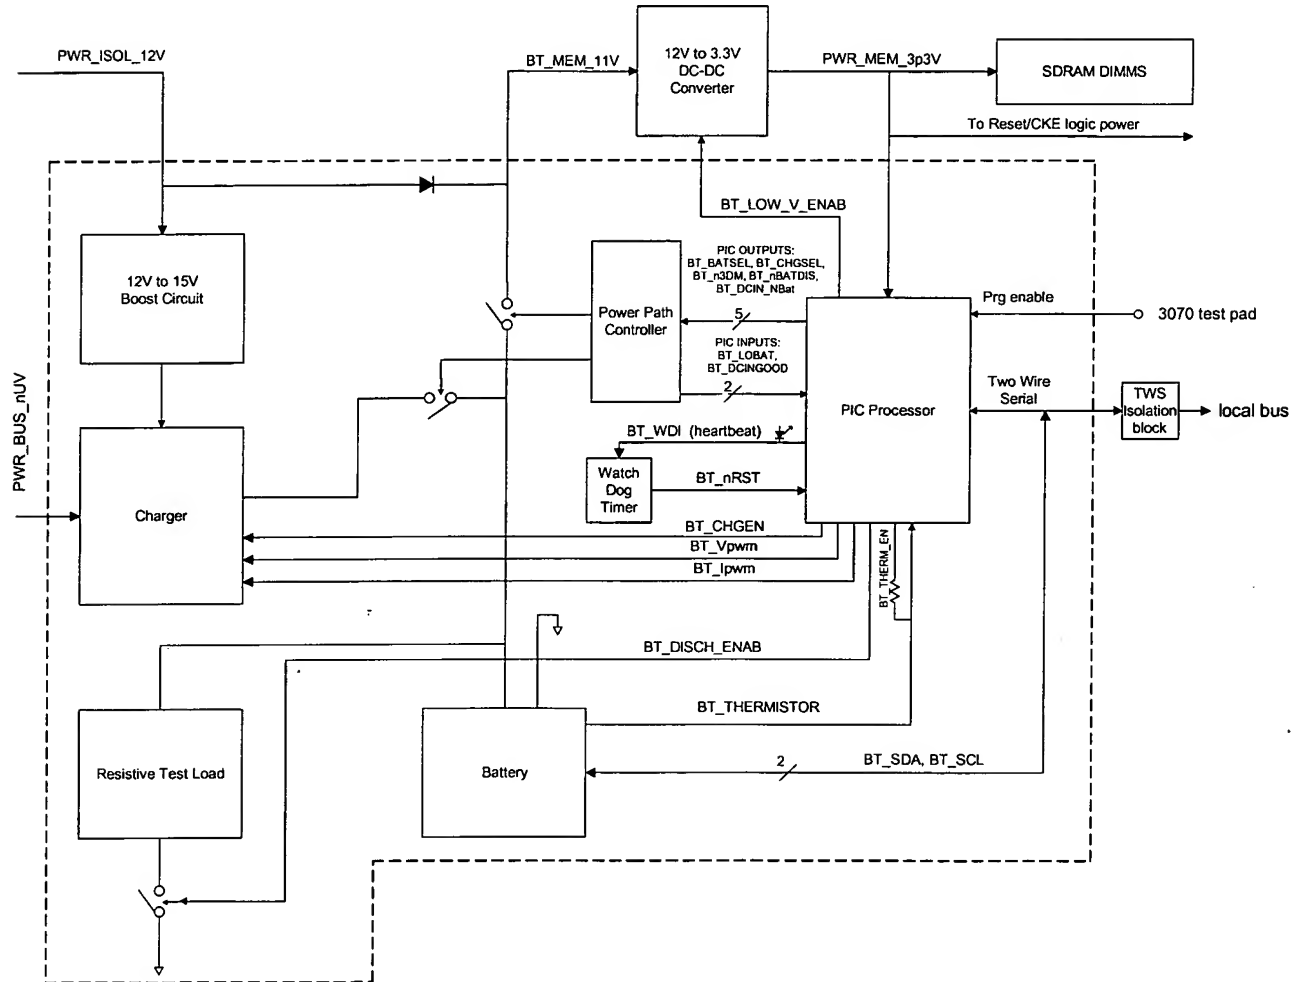 PWR_ISOL_12V
BT_MEM_11V
12V to 3.3V
DC-DC
Converter
PWR_MEM_3p3V
SDRAM DIMMS
To Reset/CKE logic power
BT_LOW_V_ENAB
12V to 15V
Boost Circuit
Power Path
Controller
PIC OUTPUTS:
BT_BATSEL, BT_CHGSEL,
BT_n3DM, BT_nBATDIS,
BT_DCIN_NBat
5
PIC INPUTS:
BT_LOBAT,
BT_DCINGOOD
2
PIC Processor
Prg enable
3070 test pad
Two Wire
Serial
TWS
Isolation
block
local bus
PWR_BUS_nUV
Charger
BT_WDI (heartbeat)
Watch
Dog
Timer
BT_nRST
BT_CHGEN
BT_Vpwm
BT_Ipwm
BT_THERM_EN
BT_DISCH_ENAB
BT_THERMISTOR
Resistive Test Load
Battery
2
BT_SDA, BT_SCL